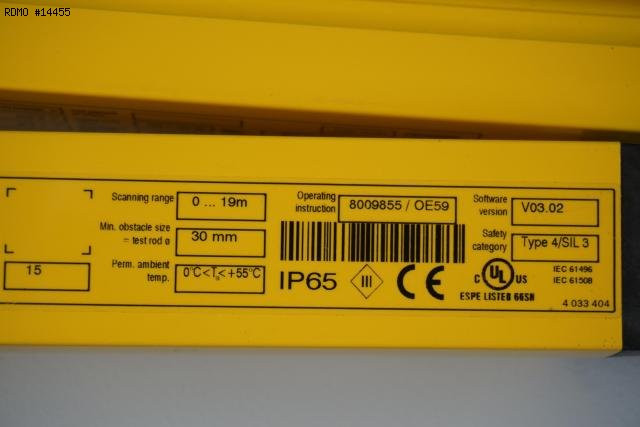 RDMO #14455
Scanning range
0 ... 19m
Operating
instruction
8009855 / OE59
Software
version
V03.02
Min. obstacle size
= test rod ø
30 mm
Safety
category
Type 4/SIL 3
15
Perm. ambient
temp.
0°C<Ta<+55°C
IP65
III
CE
C UL US
ESPE LISTED 66SH
IEC 61496
IEC 61508
4 033 404